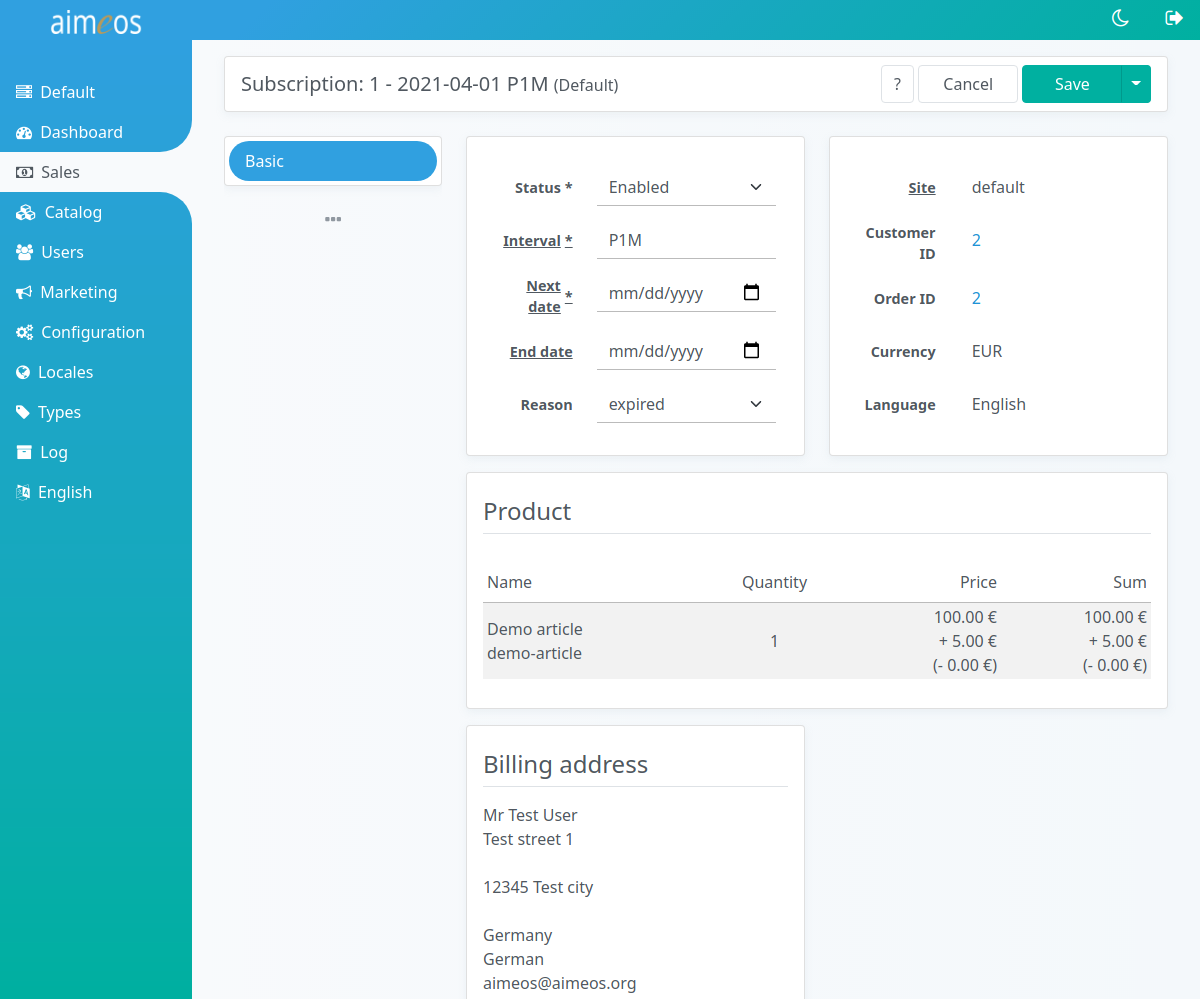 aimeos
Default
Dashboard
Sales
Catalog
Users
Marketing
Configuration
Locales
Types
Log
English
Subscription: 1 - 2021-04-01 P1M (Default)
?
Cancel
Save
Basic
Status * Enabled
Interval * P1M
Next date * mm/dd/yyyy
End date mm/dd/yyyy
Reason expired
Site default
Customer ID 2
Order ID 2
Currency EUR
Language English
Product
Name Quantity Price Sum
Demo article
demo-article
1
100.00 €
+ 5.00 €
(- 0.00 €)
100.00 €
+ 5.00 €
(- 0.00 €)
Billing address
Mr Test User
Test street 1
12345 Test city
Germany
German
aimeos@aimeos.org